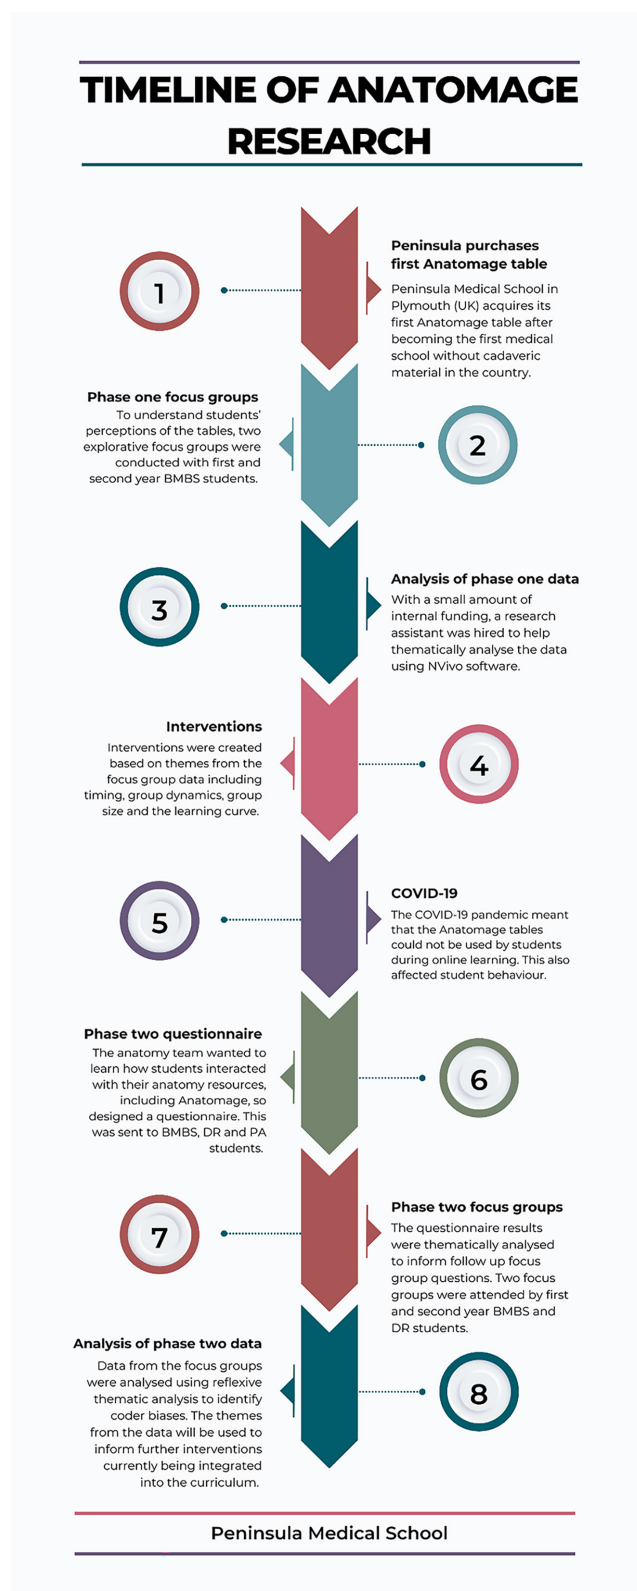 TIMELINE OF ANATOMAGE
RESEARCH
1
Peninsula purchases
first Anatomage table
Peninsula Medical School in
Plymouth (UK) acquires its
first Anatomage table after
becoming the first medical
school without cadaveric
material in the country.
Phase one focus groups
To understand students'
perceptions of the tables, two
explorative focus groups were
conducted with first and
second year BMBS students.
2
3
Analysis of phase one data
With a small amount of
internal funding, a research
assistant was hired to help
thematically analyse the data
using NVivo software.
Interventions
Interventions were created
based on themes from the
focus group data including
timing, group dynamics, group
size and the learning curve.
4
5
COVID-19
The COVID-19 pandemic meant
that the Anatomage tables
could not be used by students
during online learning. This also
affected student behaviour.
Phase two questionnaire
The anatomy team wanted to
learn how students interacted
with their anatomy resources,
including Anatomage, so
designed a questionnaire. This
was sent to BMBS, DR and PA
students.
6
7
Phase two focus groups
The questionnaire results
were thematically analysed
to inform follow up focus
group questions. Two focus
groups were attended by first
and second year BMBS and
DR students.
Analysis of phase two data
Data from the focus groups
were analysed using reflexive
thematic analysis to identify
coder biases. The themes
from the data will be used to
inform further interventions
currently being integrated
into the curriculum.
8
Peninsula Medical School